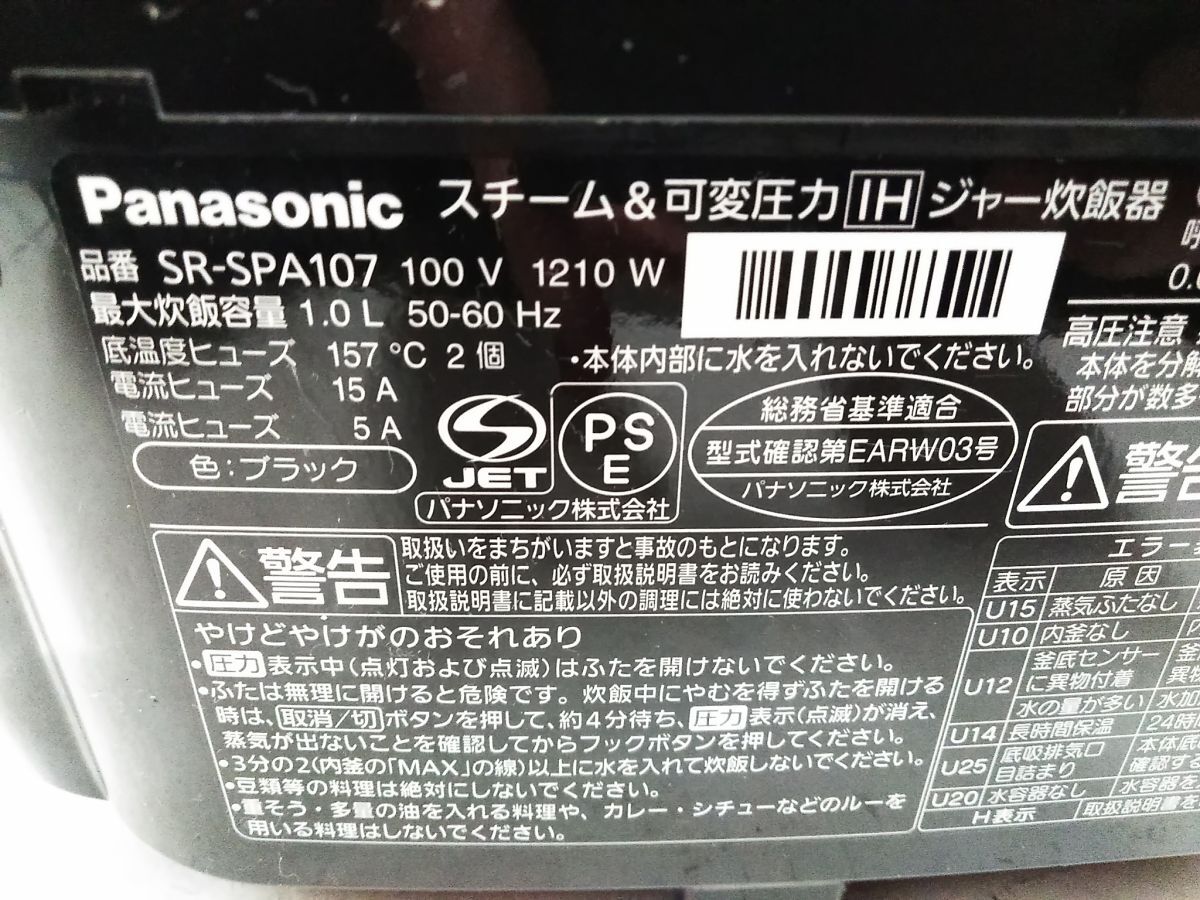 Panasonic スチーム&可変圧力 IH ジャー炊飯器
品番 SR-SPA107 100 V 1210 W
最大炊飯容量 1.0 L 50-60 Hz
底温度ヒューズ 157 ℃ 2 個
電流ヒューズ 15 A
電流ヒューズ 5 A
色:ブラック
・本体内部に水を入れないでください。
JET
PS
E
パナソニック株式会社
総務省基準適合
型式確認第EARW03号
パナソニック株式会社
0.
高圧注意
本体を分解
部分が数多
警告
警告
取扱いをまちがいますと事故のもとになります。
ご使用の前に、必ず取扱説明書をお読みください。
取扱説明書に記載以外の調理には絶対に使わないでください。
やけどやけがのおそれあり
・圧力表示中(点灯および点滅)はふたを開けないでください。
・ふたは無理に開けると危険です。炊飯中にやむを得ずふたを開ける
時は、取消/切ボタンを押して、約4分待ち、圧力表示(点滅)が消え、
蒸気が出ないことを確認してからフックボタンを押してください。
・3分の2(内釜の「MAX」の線)以上に水を入れて炊飯しないでください。
・豆類等の料理は絶対にしないでください。
・重そう・多量の油を入れる料理や、カレー・シチューなどのルーを
用いる料理はしないでください。
エラー
表示 原因
U15 蒸気ふたなし
U10 内釜なし
U12 釜底センサー
に異物付着
水の量が多い 水加
U14 長時間保温 24時
U25 底吸排気口 本体底
目詰まり 確認する
U20 水容器なし 水容器を
H表示 取扱説明書を